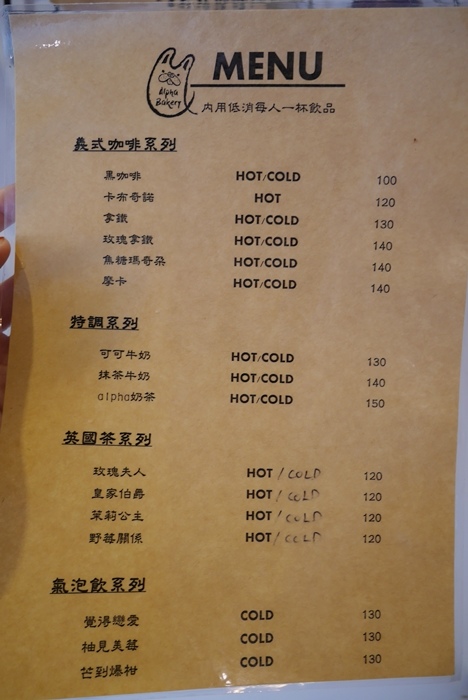 MENU
alpha
Bakery
內用低消每人一杯飲品
義式咖啡系列
黑咖啡 HOT/COLD 100
卡布奇諾 HOT 120
拿鐵 HOT/COLD 130
玫瑰拿鐵 HOT/COLD 140
焦糖瑪奇朵 HOT/COLD 140
摩卡 HOT/COLD 140
特調系列
可可牛奶 HOT/COLD 130
抹茶牛奶 HOT/COLD 140
alpha奶茶 HOT/COLD 150
英國茶系列
玫瑰夫人 HOT / COLD 120
皇家伯爵 HOT / COLD 120
茉莉公主 HOT / COLD 120
野莓關係 HOT / COLD 120
氣泡飲系列
覺得戀愛 COLD 130
柚見美莓 COLD 130
芒到爆柑 COLD 130